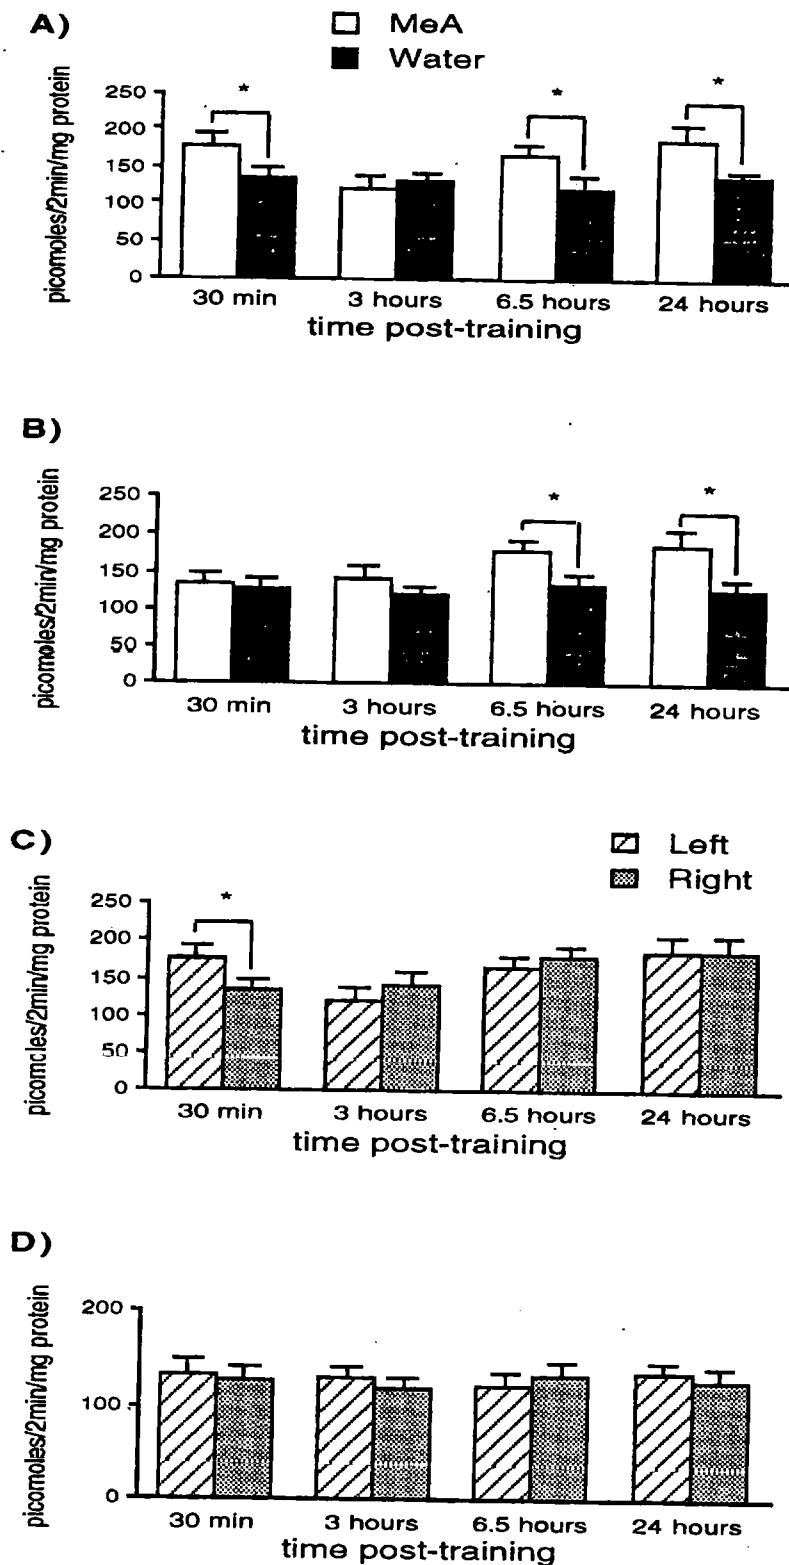 A)
MeA
Water
*
*
*
picomoles/2min/mg protein
250
200
150
100
50
0
30 min 3 hours 6.5 hours 24 hours
time post-training
B)
*
*
picomoles/2min/mg protein
250
200
150
100
50
0
30 min 3 hours 6.5 hours 24 hours
time post-training
C)
Left
Right
*
picomoles/2min/mg protein
250
200
150
100
50
0
30 min 3 hours 6.5 hours 24 hours
time post-training
D)
picomoles/2min/mg protein
200
100
0
30 min 3 hours 6.5 hours 24 hours
time post-training